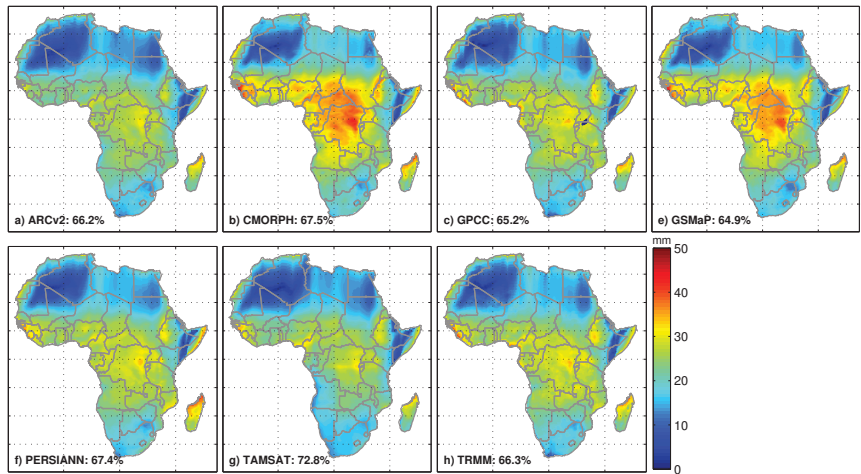 a) ARCv2: 66.2%
b) CMORPH: 67.5%
c) GPCC: 65.2%
e) GSMaP: 64.9%
f) PERSIANN: 67.4%
g) TAMSAT: 72.8%
h) TRMM: 66.3%
mm
50
40
30
20
10
0